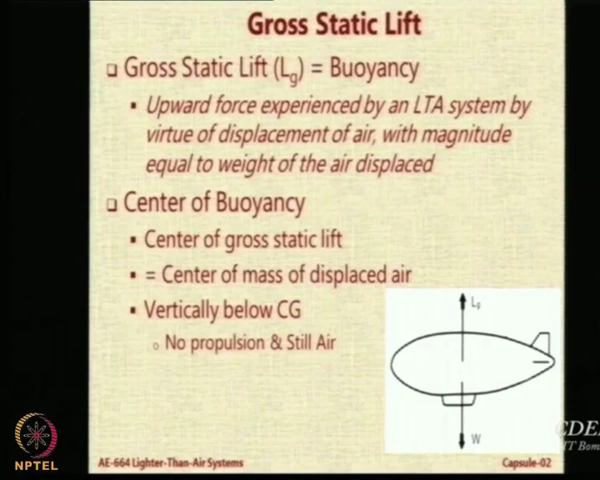 Gross Static Lift
Gross Static Lift (Lg) = Buoyancy
Upward force experienced by an LTA system by
virtue of displacement of air, with magnitude
equal to weight of the air displaced
Center of Buoyancy
Center of gross static lift
= Center of mass of displaced air
Vertically below CG
No propulsion & Still Air
Lg
W
CDE
IT Bom
NPTEL
AE-664 Lighter-Than-Air Systems
Capsule-02